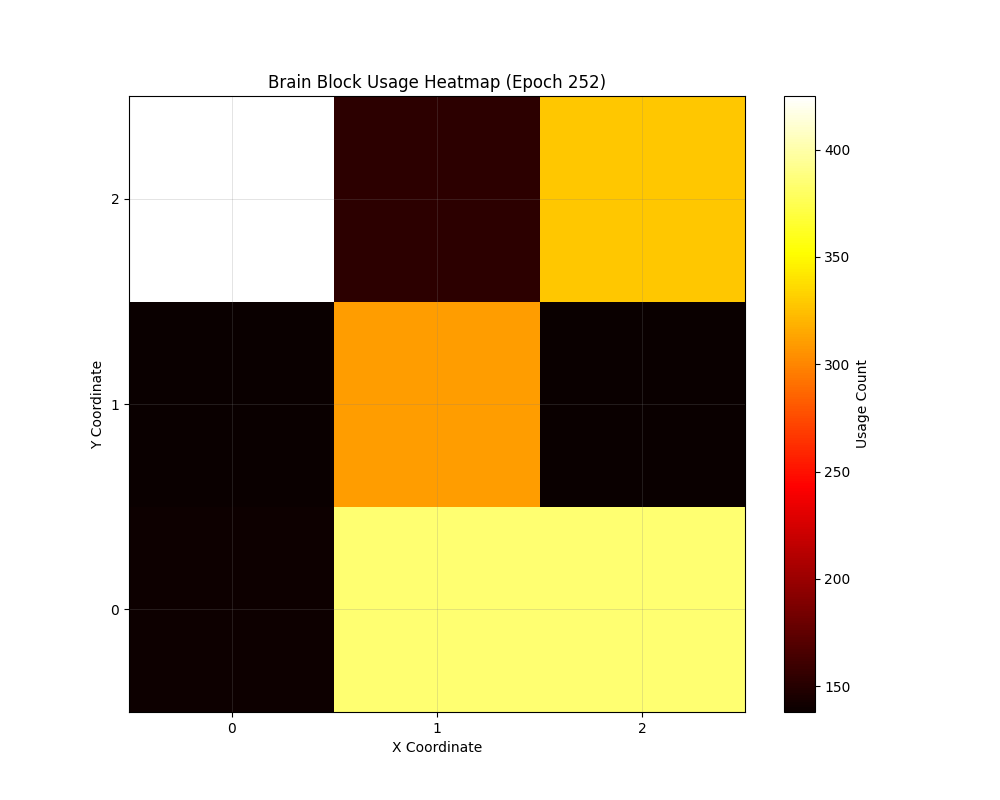 Brain Block Usage Heatmap (Epoch 252)
2
1
0
Y Coordinate
0 1 2
X Coordinate
400
350
300
250
200
150
Usage Count